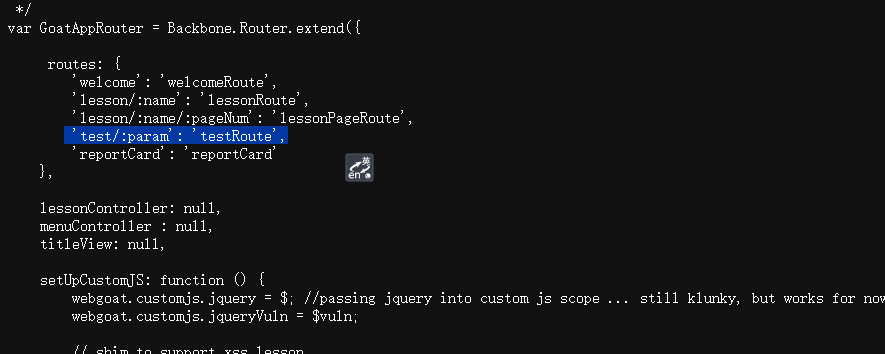 */
var GoatAppRouter = Backbone.Router.extend({
routes: {
'welcome': 'welcomeRoute',
'lesson/:name': 'lessonRoute',
'lesson/:name/:pageNum': 'lessonPageRoute',
'test/:param': 'testRoute',
'reportCard': 'reportCard'
},
英
en
lessonController: null,
menuController : null,
titleView: null,
setUpCustomJS: function () {
webgoat.customjs.jquery = $; //passing jquery into custom js scope ... still klunky, but works for now
webgoat.customjs.jqueryVuln = $vuln;
// shim to support xss lesson